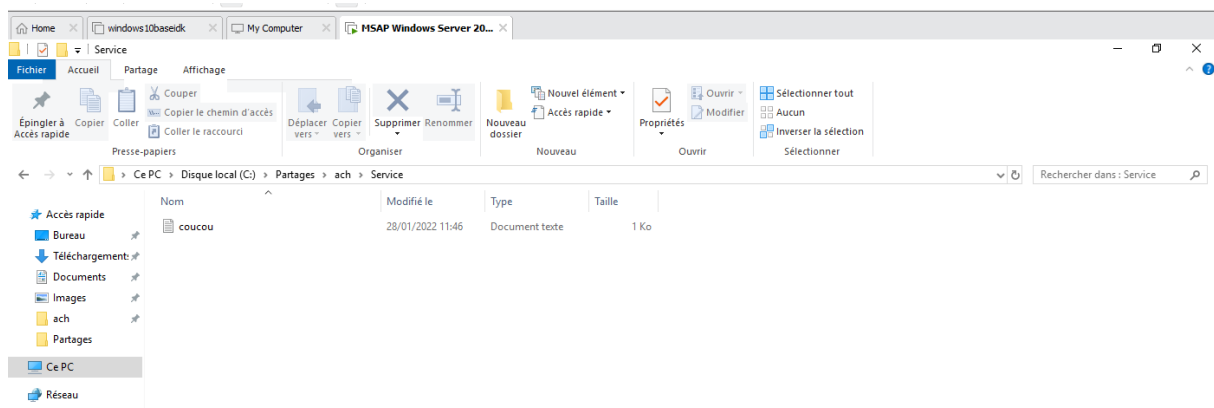 Home windows10baseidk My Computer MSAP Windows Server 20...
Service
Fichier Accueil Partage Affichage
Épingler à Accès rapide
Copier
Coller
Couper
Copier le chemin d'accès
Coller le raccourci
Presse-papiers
Déplacer vers
Copier vers
Supprimer
Renommer
Organiser
Nouveau dossier
Nouvel élément
Accès rapide
Nouveau
Propriétés
Ouvrir
Modifier
Ouvrir
Sélectionner tout
Aucun
Inverser la sélection
Sélectionner
Ce PC > Disque local (C:) > Partages > ach > Service
Rechercher dans : Service
Nom Modifié le Type Taille
coucou 28/01/2022 11:46 Document texte 1 Ko
Accès rapide
Bureau
Téléchargement:
Documents
Images
ach
Partages
Ce PC
Réseau